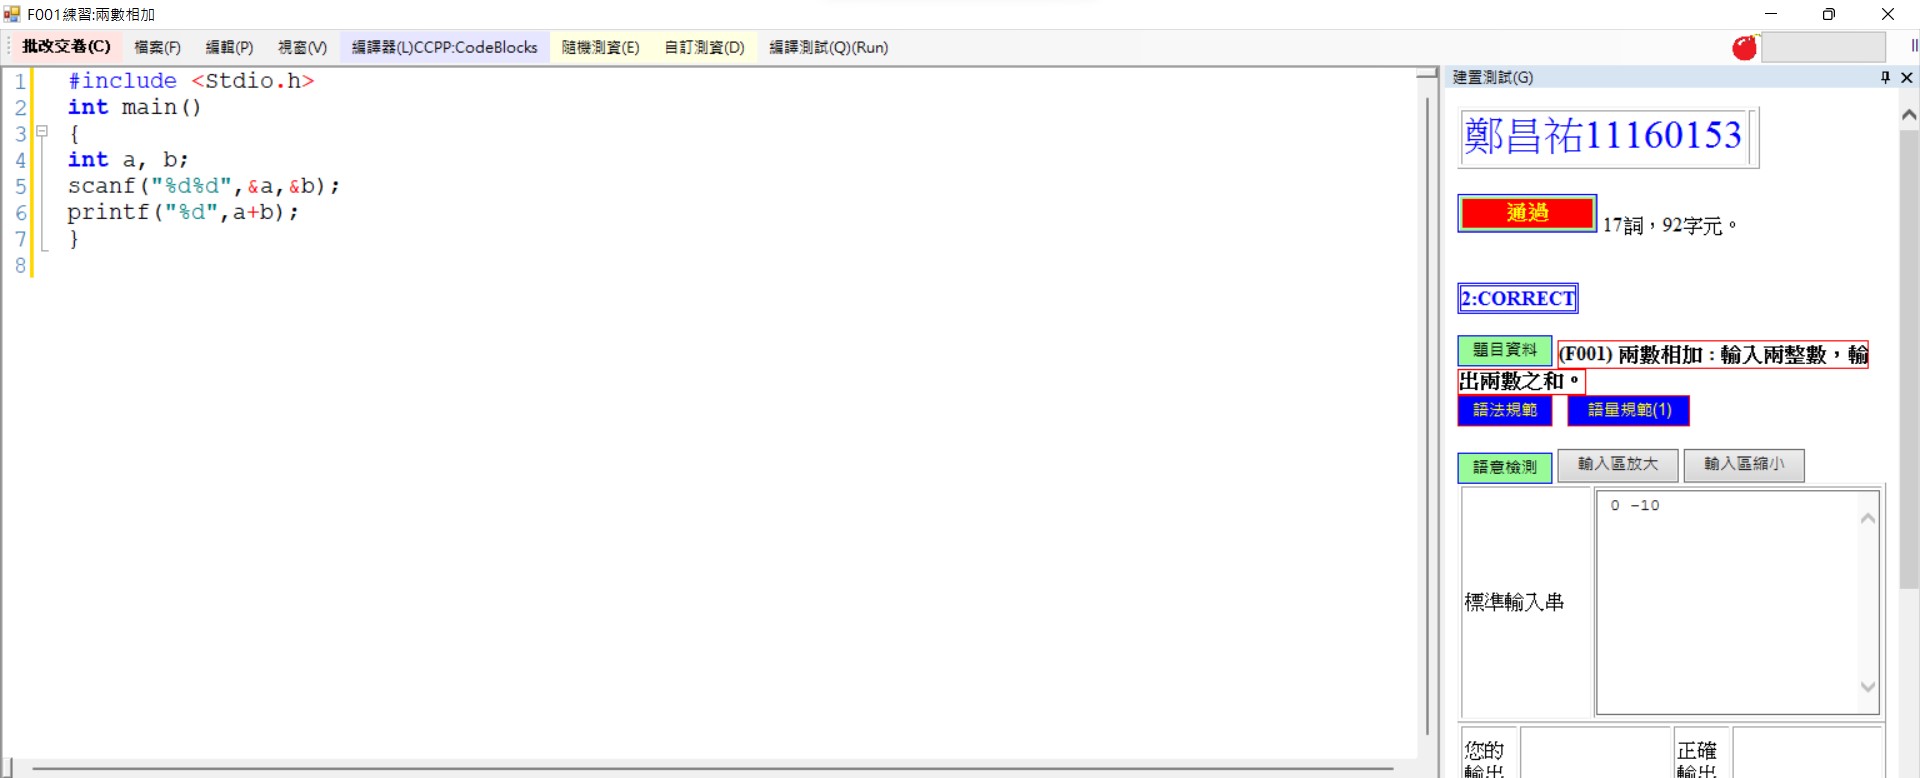 F001練習:兩數相加
批改交卷(C) 檔案(F) 編輯(P) 視窗(V) 編譯器(L)CCPP:CodeBlocks 隨機測資(E) 自訂測資(D) 編譯測試(Q)(Run)
1 #include <Stdio.h>
2 int main()
3 {
4 int a, b;
5 scanf("%d%d",&a,&b);
6 printf("%d",a+b);
7 }
8
建置測試(G)
鄭昌祐11160153
通過 17詞，92字元。
2:CORRECT
題目資料 (F001) 兩數相加：輸入兩整數，輸
出兩數之和。
語法規範 語量規範(1)
語意檢測 輸入區放大 輸入區縮小
標準輸入串 0 -10
您的 正確
輸出 輸出